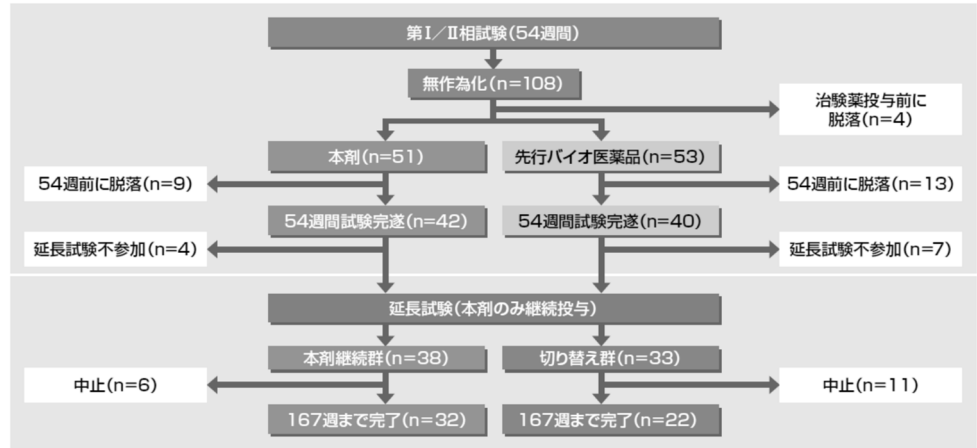 第Ⅰ／Ⅱ相試験（54週間）
無作為化（n＝108）
治験薬投与前に
脱落（n＝4）
本剤（n＝51）
先行バイオ医薬品（n＝53）
54週前に脱落（n＝9）
54週前に脱落（n＝13）
54週間試験完遂（n＝42）
54週間試験完遂（n＝40）
延長試験不参加（n＝4）
延長試験不参加（n＝7）
延長試験（本剤のみ継続投与）
本剤継続群（n＝38）
切り替え群（n＝33）
中止（n＝6）
中止（n＝11）
167週まで完了（n＝32）
167週まで完了（n＝22）